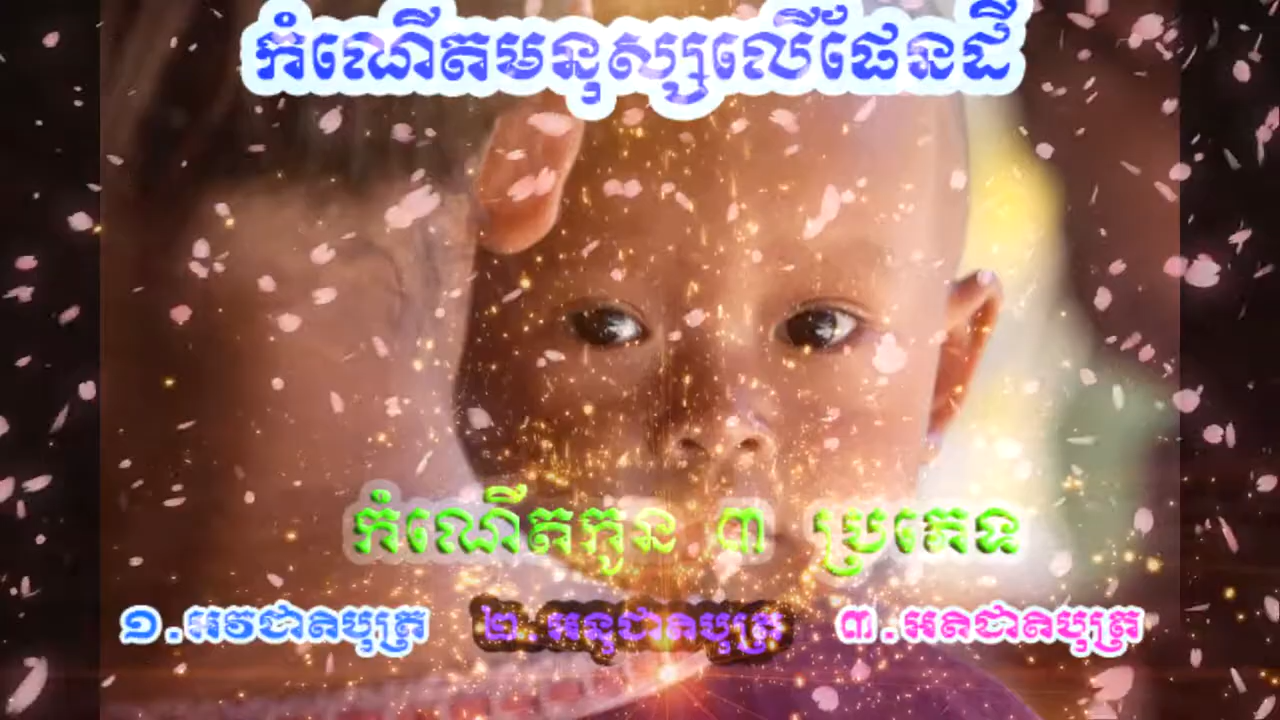 កំណើតមនុស្សលើផែនដី
កំណើតកូន ៣ ប្រភេទ
១.អវជាតិបុត្រ ២.អនុជាតិបុត្រ ៣.អតិជាតិបុត្រ